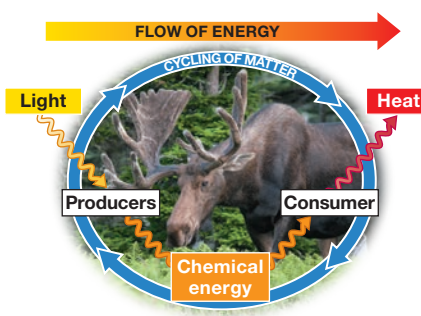 FLOW OF ENERGY
CYCLING OF MATTER
Light
Heat
Producers
Consumer
Chemical
energy